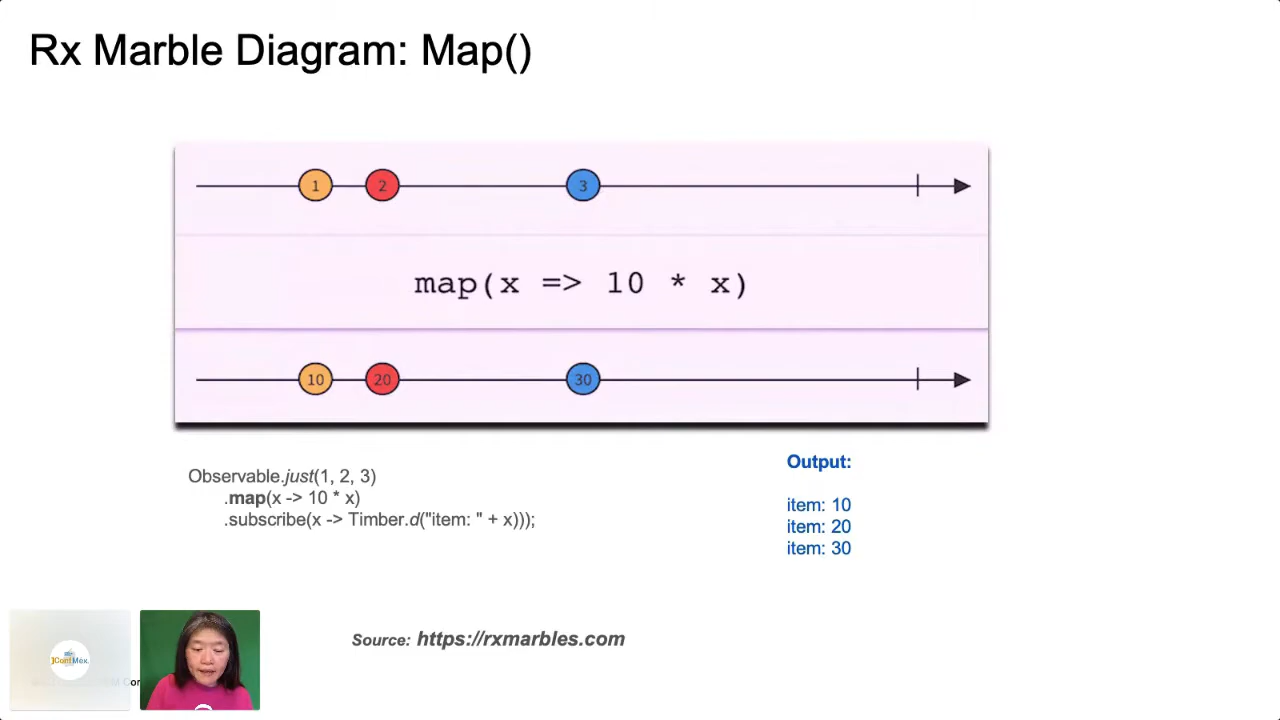 Rx Marble Diagram: Map()
1 2 3
map(x => 10 * x)
10 20 30
Observable.just(1, 2, 3)
.map(x -> 10 * x)
.subscribe(x -> Timber.d("item: " + x)));
Output:
item: 10
item: 20
item: 30
Source: https://rxmarbles.com
JConfMex